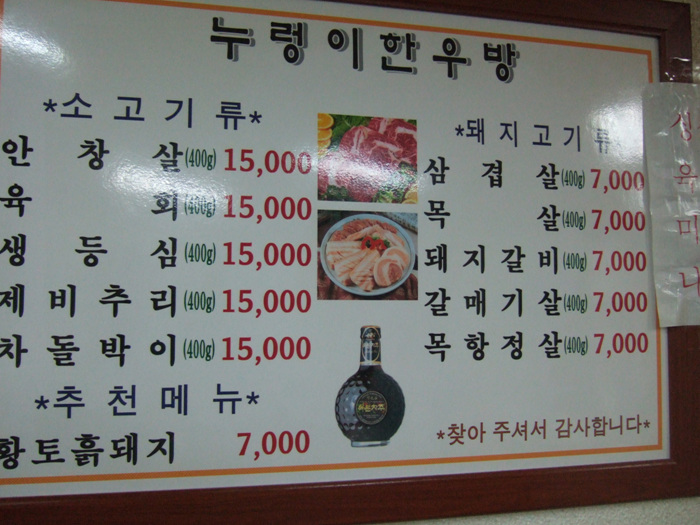 누렁이한우방
*소고기류*
안창살(400g) 15,000
육회(400g) 15,000
생등심(400g) 15,000
제비추리(400g) 15,000
차돌박이(400g) 15,000
*추천메뉴*
황토흙돼지 7,000
*돼지고기류
삼겹살(400g) 7,000
목살(400g) 7,000
돼지갈비(400g) 7,000
갈매기살(400g) 7,000
목항정살(400g) 7,000
*찾아 주셔서 감사합니다*